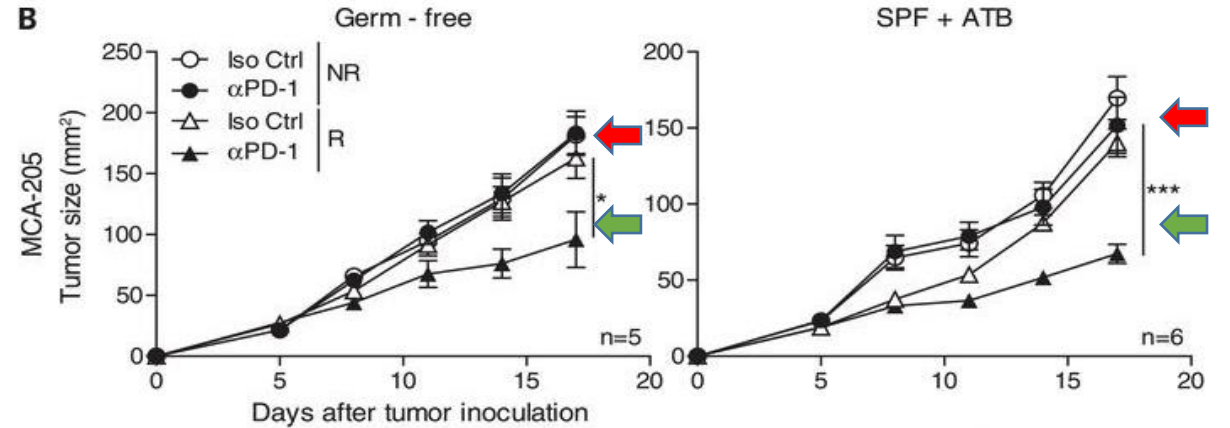 B
Germ - free
SPF + ATB
MCA-205
Tumor size (mm²)
250
200
150
100
50
0
Iso Ctrl
αPD-1
NR
Iso Ctrl
αPD-1
R
*
n=5
0
5
10
15
20
Days after tumor inoculation
200
150
100
50
0
***
n=6
0
5
10
15
20